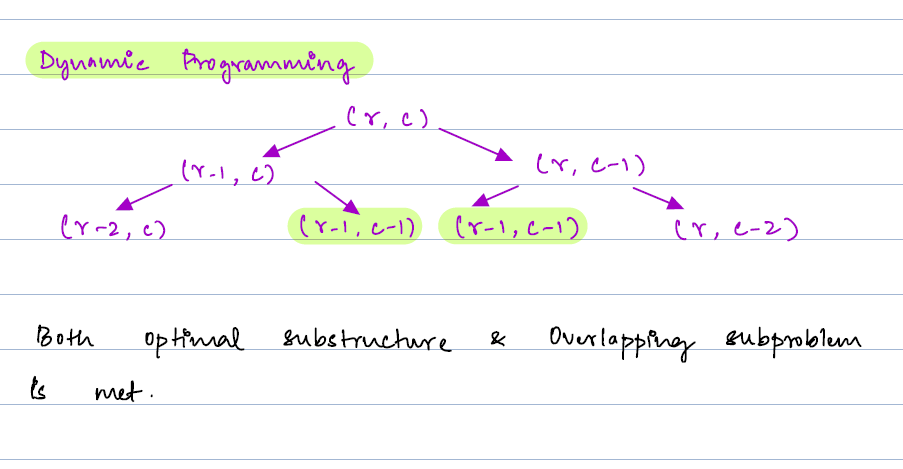 Dynamic Programming
(r, c)
(r-1, c) (r, c-1)
(r-2, c) (r-1, c-1) (r-1, c-1) (r, c-2)
Both optimal substructure & Overlapping subproblem
is met.